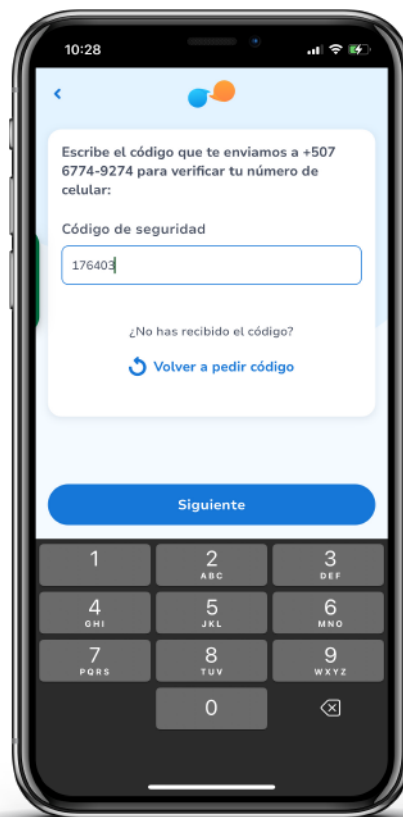 10:28
Escribe el código que te enviamos a +507
6774-9274 para verificar tu número de
celular:
Código de seguridad
176403
¿No has recibido el código?
Volver a pedir código
Siguiente
1
2
ABC
3
DEF
4
GHI
5
JKL
6
MNO
7
PQRS
8
TUV
9
WXYZ
0